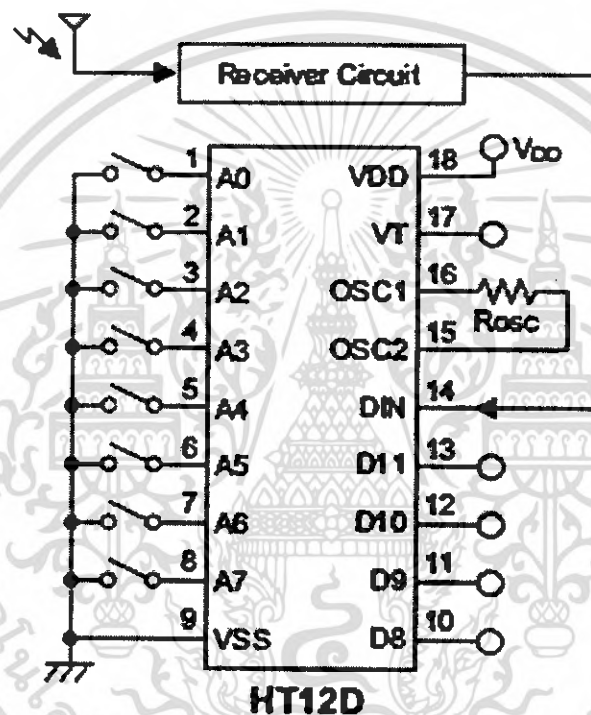 Receiver Circuit
1 A0 VDD 18 VDD
2 A1 VT 17
3 A2 OSC1 16
Rosc
4 A3 OSC2 15
5 A4 DIN 14
6 A5 D11 13
7 A6 D10 12
8 A7 D9 11
9 VSS D8 10
HT12D